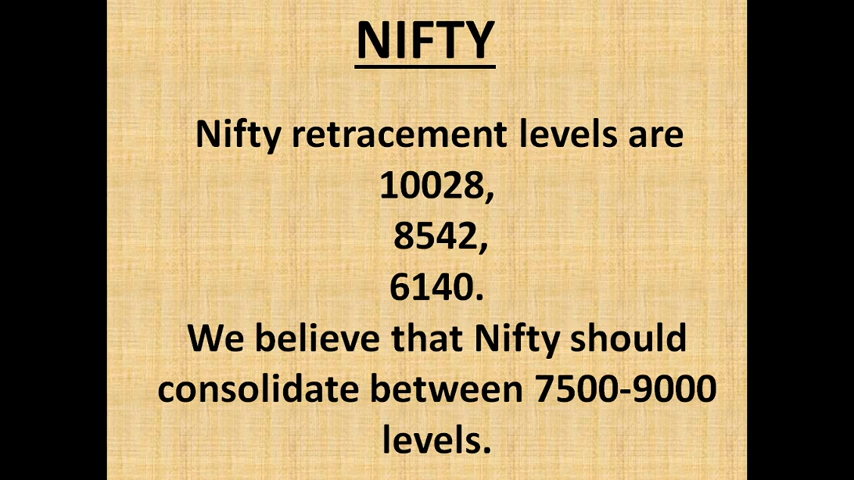 NIFTY
Nifty retracement levels are
10028,
8542,
6140.
We believe that Nifty should
consolidate between 7500-9000
levels.